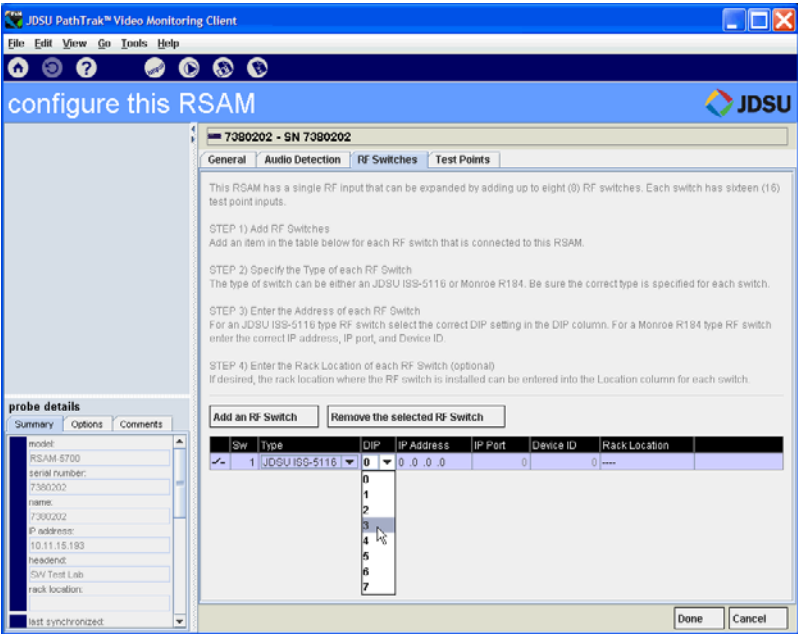 JDSU PathTrak™ Video Monitoring Client
File Edit View Go Tools Help
configure this RSAM
JDSU
7380202 - SN 7380202
General Audio Detection RF Switches Test Points
This RSAM has a single RF input that can be expanded by adding up to eight (8) RF switches. Each switch has sixteen (16)
test point inputs.
STEP 1) Add RF Switches
Add an item in the table below for each RF switch that is connected to this RSAM.
STEP 2) Specify the Type of each RF Switch
The type of switch can be either an JDSU ISS-5116 or Monroe R184. Be sure the correct type is specified for each switch.
STEP 3) Enter the Address of each RF Switch
For an JDSU ISS-5116 type RF switch select the correct DIP setting in the DIP column. For a Monroe R184 type RF switch
enter the correct IP address, IP port, and Device ID.
STEP 4) Enter the Rack Location of each RF Switch (optional)
If desired, the rack location where the RF switch is installed can be entered into the Location column for each switch.
Add an RF Switch Remove the selected RF Switch
Sw Type DIP IP Address IP Port Device ID Rack Location
1 JDSU ISS-5116 0 0 .0 .0 .0 0 0 ----
0
1
2
3
4
5
6
7
probe details
Summary Options Comments
model:
RSAM-5700
serial number:
7380202
name:
7380202
IP address:
10.11.15.193
headend:
SW Test Lab
rack location:
last synchronized:
Done Cancel